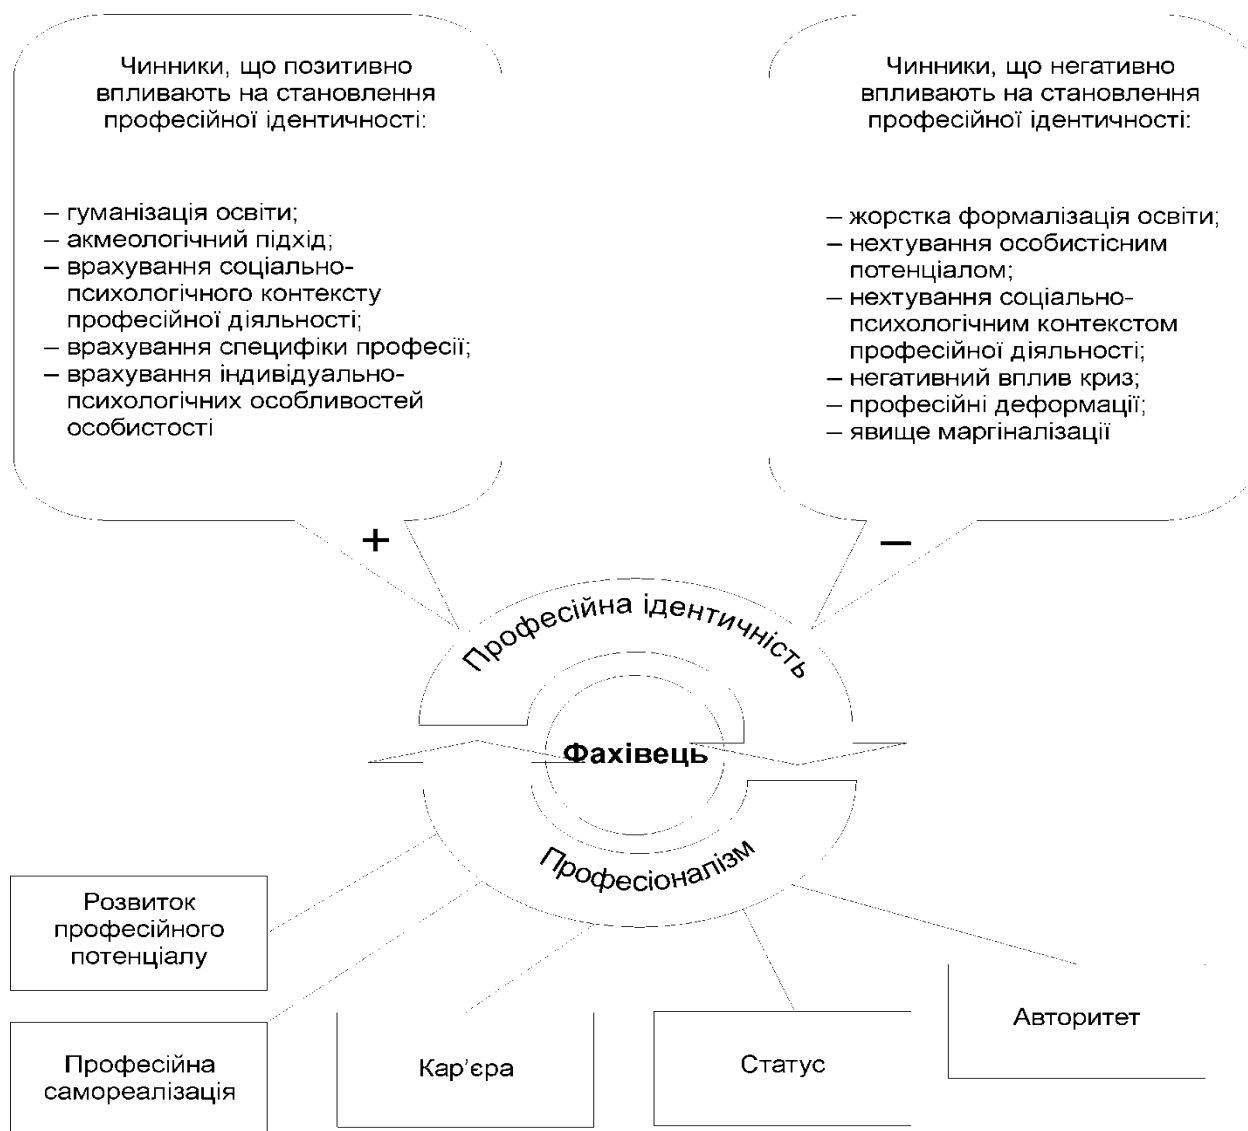 Чинники, що позитивно
впливають на становлення
професійної ідентичності:
– гуманізація освіти;
– акмеологічний підхід;
– врахування соціально-
психологічного контексту
професійної діяльності;
– врахування специфіки професії;
– врахування індивідуально-
психологічних особливостей
особистості
Чинники, що негативно
впливають на становлення
професійної ідентичності:
– жорстка формалізація освіти;
– нехтування особистісним
потенціалом;
– нехтування соціально-
психологічним контекстом
професійної діяльності;
– негативний вплив криз;
– професійні деформації;
– явище маргіналізації
+
–
Професійна ідентичність
Фахівець
Професіоналізм
Розвиток
професійного
потенціалу
Професійна
самореалізація
Кар’єра
Статус
Авторитет